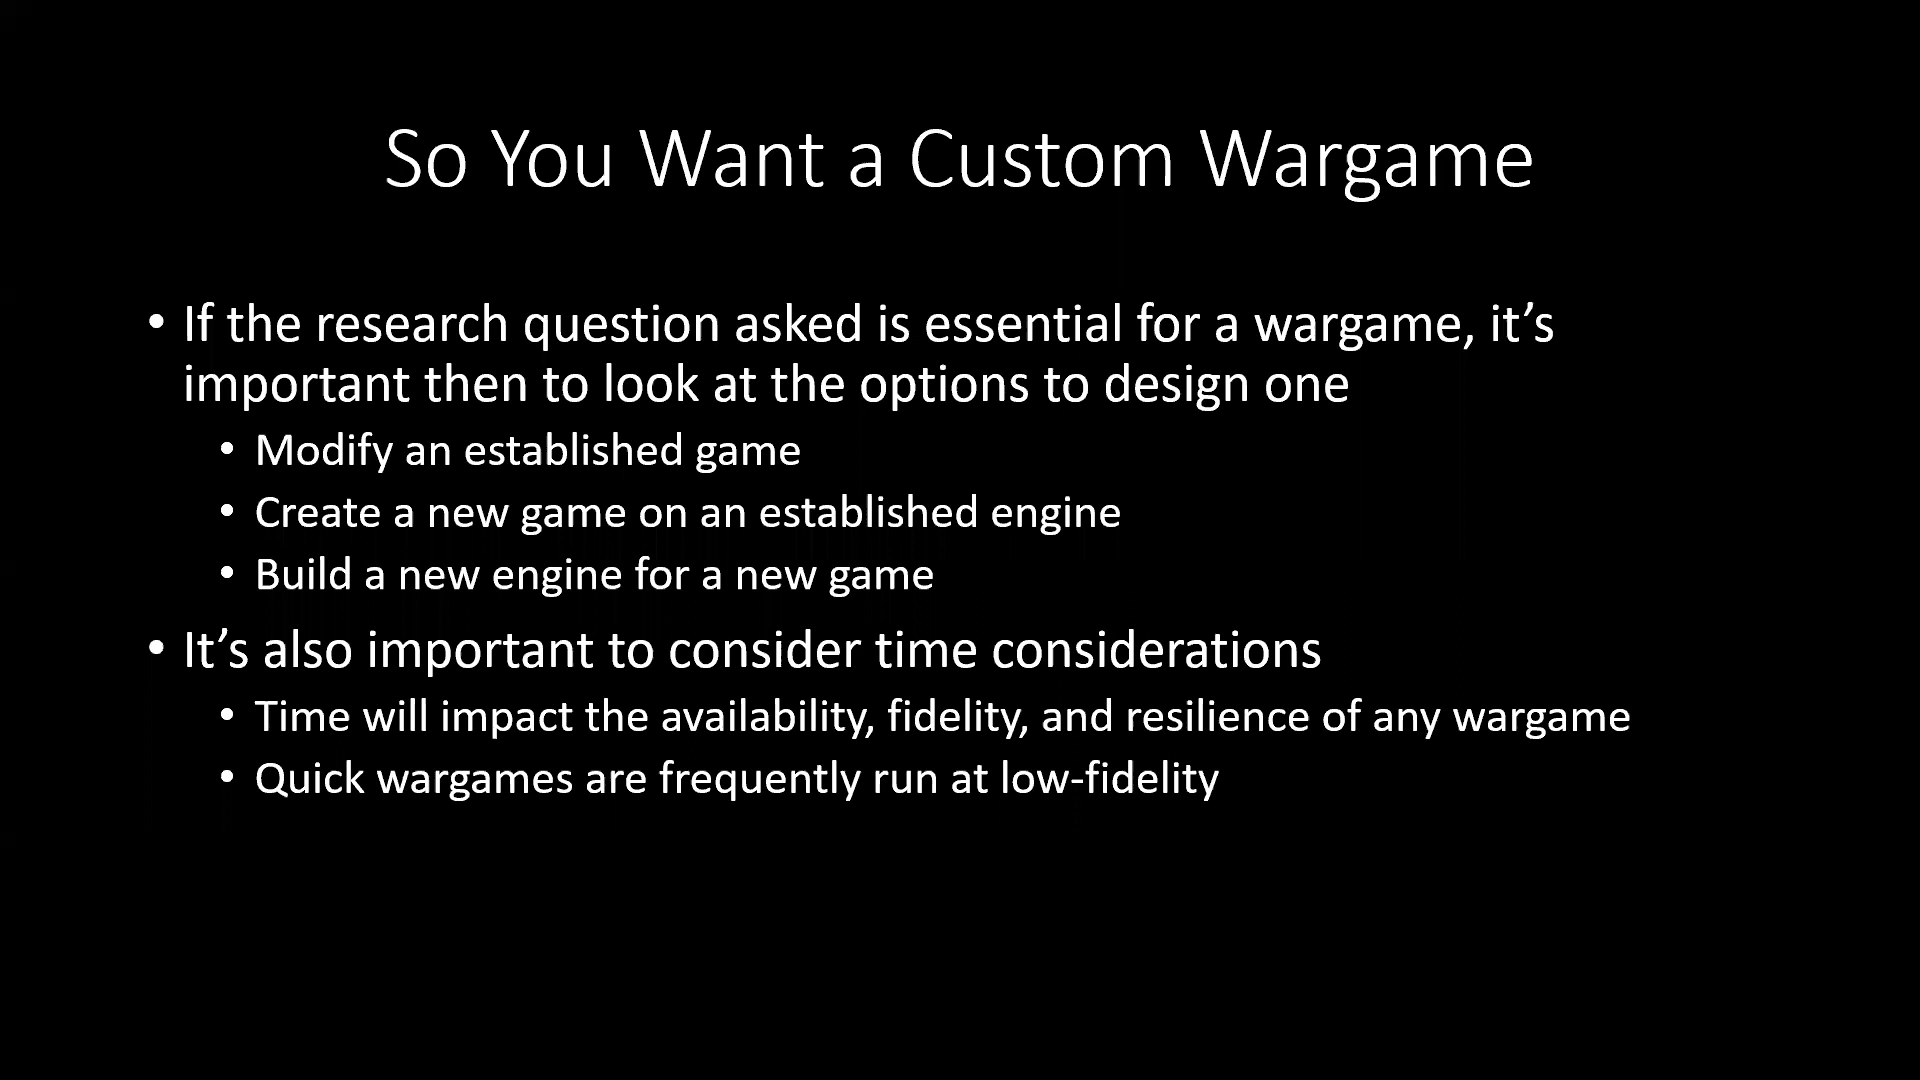 So You Want a Custom Wargame
• If the research question asked is essential for a wargame, it’s
important then to look at the options to design one
• Modify an established game
• Create a new game on an established engine
• Build a new engine for a new game
• It’s also important to consider time considerations
• Time will impact the availability, fidelity, and resilience of any wargame
• Quick wargames are frequently run at low-fidelity